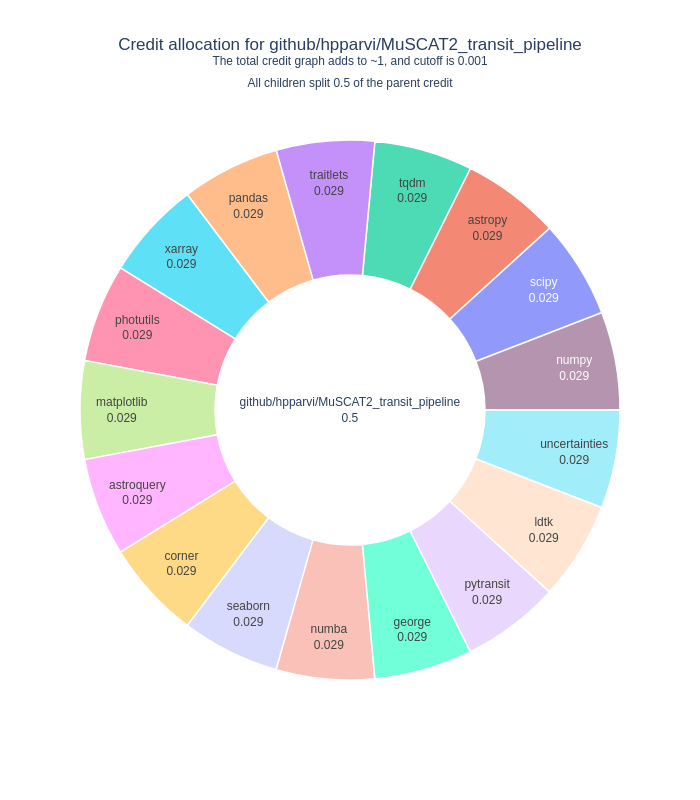 Credit allocation for github/hpparvi/MuSCAT2_transit_pipeline
The total credit graph adds to ~1, and cutoff is 0.001
All children split 0.5 of the parent credit
traitlets
0.029
tqdm
0.029
pandas
0.029
astropy
0.029
xarray
0.029
scipy
0.029
photutils
0.029
numpy
0.029
matplotlib
0.029
github/hpparvi/MuSCAT2_transit_pipeline
0.5
uncertainties
0.029
astroquery
0.029
ldtk
0.029
corner
0.029
pytransit
0.029
seaborn
0.029
george
0.029
numba
0.029